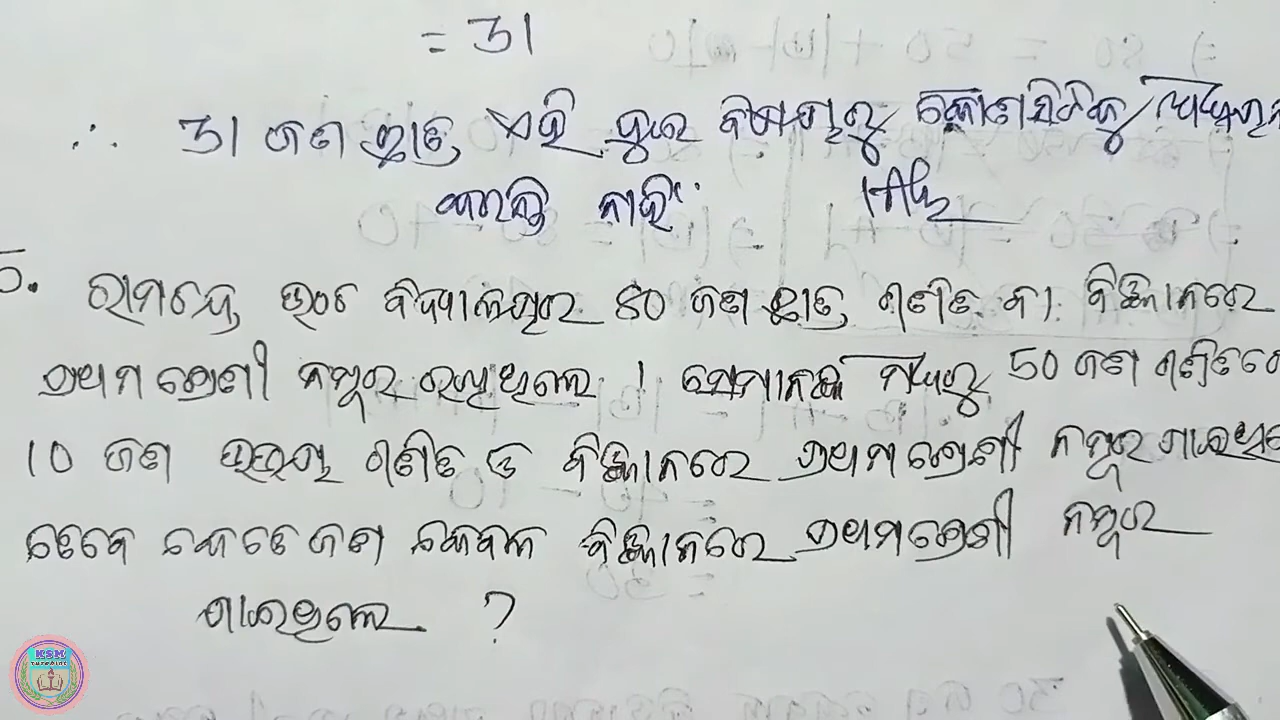 = 31
∴ 31 ଜଣ ଛାତ୍ର ଏହି ଦୁଇ ବିଷୟରୁ କୌଣସିଟିକୁ
କରନ୍ତି ନାହିଁ
5. ରାମଚନ୍ଦ୍ର ଉଚ୍ଚ ବିଦ୍ୟାଳୟରେ 80 ଜଣ ଛାତ୍ର ଗଣିତ ବା ବିଜ୍ଞାନରେ
ପ୍ରଥମ ଶ୍ରେଣୀ ନମ୍ବର ରଖିଥିଲେ । ସେମାନଙ୍କ ମଧ୍ୟରୁ 50 ଜଣ ଗଣିତରେ
10 ଜଣ ଉଭୟ ଗଣିତ ଓ ବିଜ୍ଞାନରେ ପ୍ରଥମ ଶ୍ରେଣୀ ନମ୍ବର ପାଇଥିଲେ
ତେବେ କେତେ ଜଣ କେବଳ ବିଜ୍ଞାନରେ ପ୍ରଥମ ଶ୍ରେଣୀ ନମ୍ବର
ପାଇଥିଲେ ?
KSK
TUTORIAL